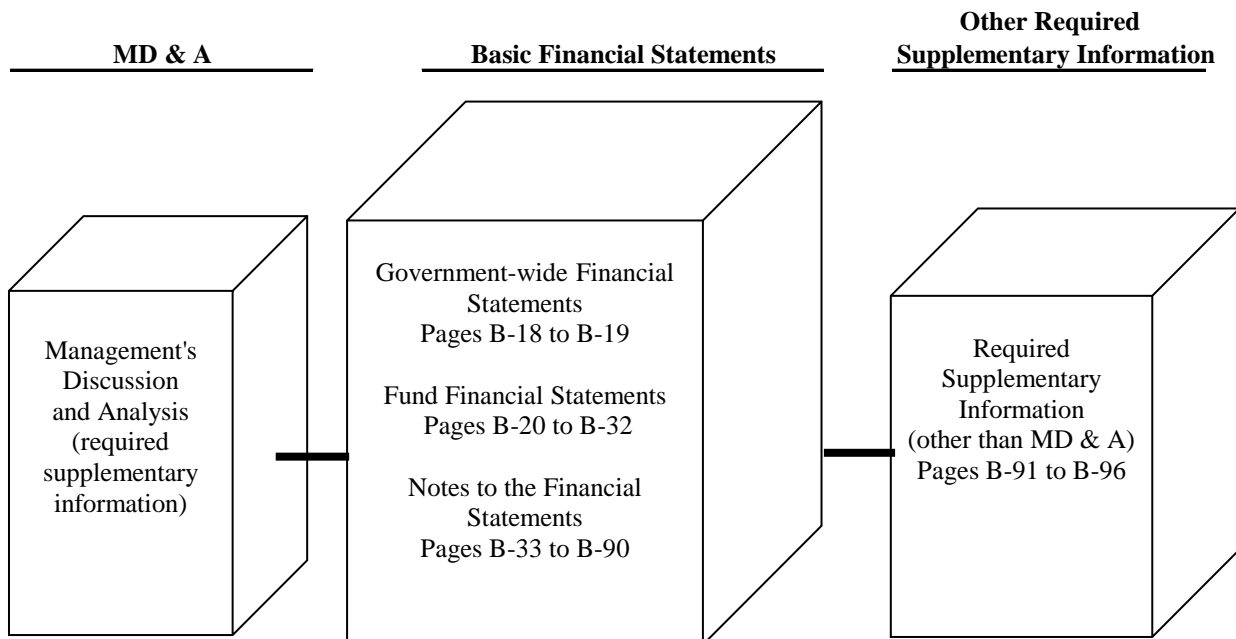 MD & A
Basic Financial Statements
Other Required
Supplementary Information
Management's
Discussion
and Analysis
(required
supplementary
information)
Government-wide Financial
Statements
Pages B-18 to B-19
Fund Financial Statements
Pages B-20 to B-32
Notes to the Financial
Statements
Pages B-33 to B-90
Required
Supplementary
Information
(other than MD & A)
Pages B-91 to B-96